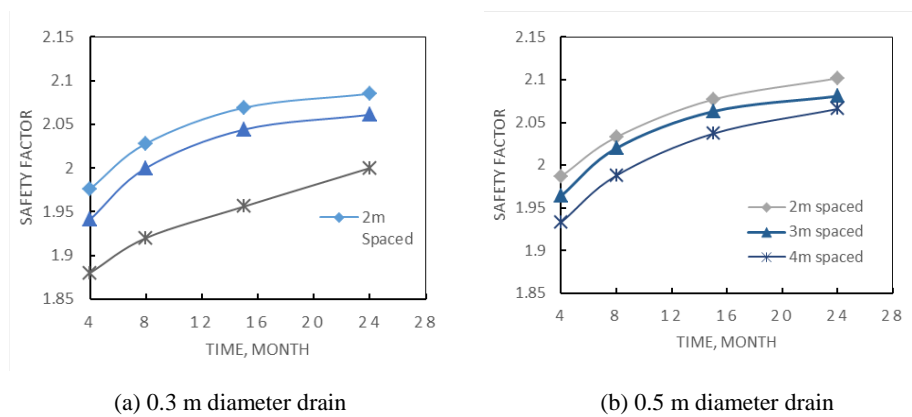 2.15
2.1
2.05
2
1.95
1.9
1.85
SAFETY FACTOR
4 8 12 16 20 24 28
TIME, MONTH
2m
Spaced
(a) 0.3 m diameter drain
2.15
2.1
2.05
2
1.95
1.9
1.85
SAFETY FACTOR
4 8 12 16 20 24 28
TIME, MONTH
2m spaced
3m spaced
4m spaced
(b) 0.5 m diameter drain